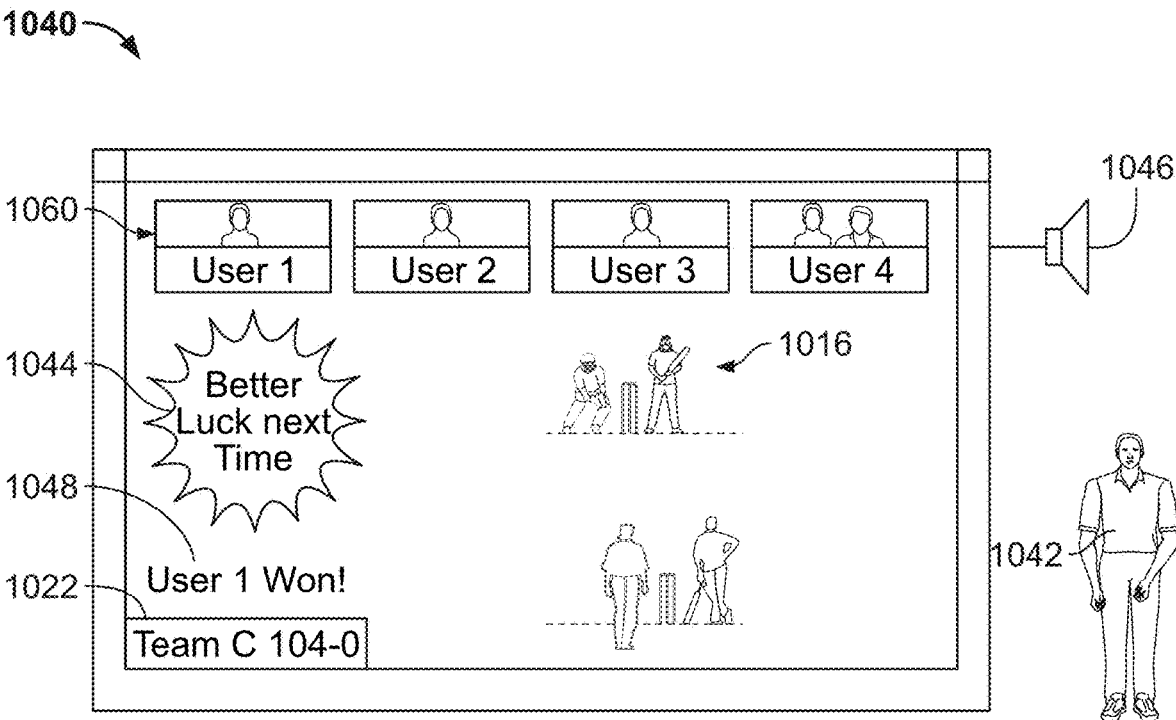 1040
1046
1060
User 1
User 2
User 3
User 4
1016
1044
Better
Luck next
Time
1048
1042
User 1 Won!
1022
Team C 104-0